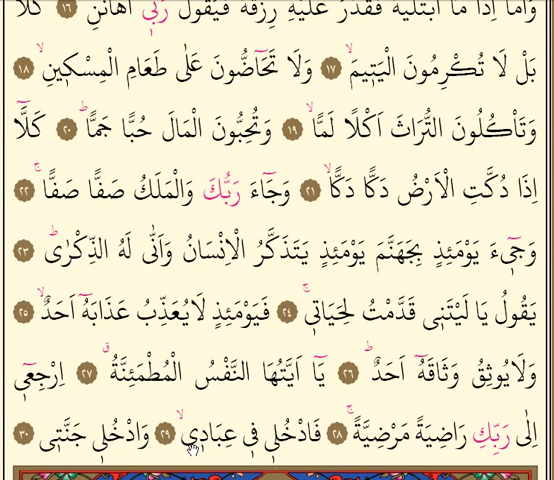 وَاَمَّٓا اِذَا مَا ابْتَلٰيهُ فَقَدَرَ عَلَيْهِ رِزْقَهُ فَيَقُولُ رَبّ۪ٓي اَهَانَنِۚ ﴿١٦﴾ كَلَّا
بَلْ لَا تُكْرِمُونَ الْيَت۪يمَۙ ﴿١٧﴾ وَلَا تَحَٓاضُّونَ عَلٰى طَعَامِ الْمِسْك۪ينِۙ ﴿١٨﴾
وَتَأْكُلُونَ التُّرَاثَ اَكْلًا لَمًّاۙ ﴿١٩﴾ وَتُحِبُّونَ الْمَالَ حُبًّا جَمًّاۜ ﴿٢٠﴾ كَلَّٓا
اِذَا دُكَّتِ الْاَرْضُ دَكًّا دَكًّاۙ ﴿٢١﴾ وَجَٓاءَ رَبُّكَ وَالْمَلَكُ صَفًّا صَفًّاۚ ﴿٢٢﴾
وَج۪ٓيءَ يَوْمَئِذٍ بِجَهَنَّمَ يَوْمَئِذٍ يَتَذَكَّرُ الْاِنْسَانُ وَاَنّٰى لَهُ الذِّكْرٰىۜ ﴿٢٣﴾
يَقُولُ يَا لَيْتَن۪ي قَدَّمْتُ لِحَيَات۪يۚ ﴿٢٤﴾ فَيَوْمَئِذٍ لَا يُعَذِّبُ عَذَابَهُٓ اَحَدٌۙ ﴿٢٥﴾
وَلَا يُوثِقُ وَثَاقَهُٓ اَحَدٌۜ ﴿٢٦﴾ يَٓا اَيَّتُهَا النَّفْسُ الْمُطْمَئِنَّةُۗ ﴿٢٧﴾ اِرْجِع۪ٓي
اِلٰى رَبِّكِ رَاضِيَةً مَرْضِيَّةًۚ ﴿٢٨﴾ فَادْخُل۪ي ف۪ي عِبَاد۪يۙ ﴿٢٩﴾ وَادْخُل۪ي جَنَّت۪ي ﴿٣٠﴾